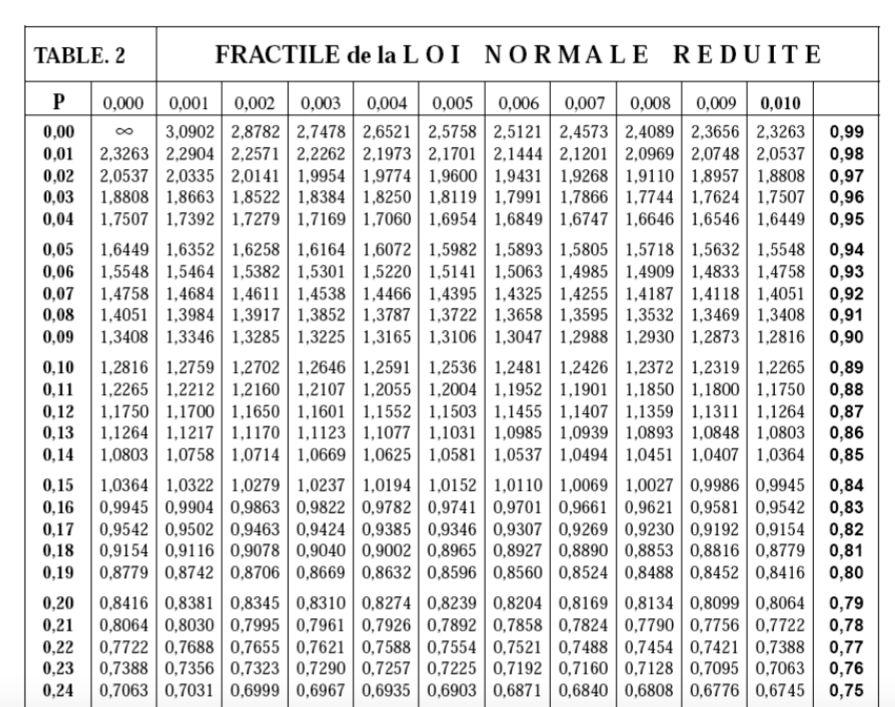 TABLE. 2 FRACTILE de la LOI NORMALE REDUITE
P 0,000 0,001 0,002 0,003 0,004 0,005 0,006 0,007 0,008 0,009 0,010
0,00 ∞ 3,0902 2,8782 2,7478 2,6521 2,5758 2,5121 2,4573 2,4089 2,3656 2,3263 0,99
0,01 2,3263 2,2904 2,2571 2,2262 2,1973 2,1701 2,1444 2,1201 2,0969 2,0748 2,0537 0,98
0,02 2,0537 2,0335 2,0141 1,9954 1,9774 1,9600 1,9431 1,9268 1,9110 1,8957 1,8808 0,97
0,03 1,8808 1,8663 1,8522 1,8384 1,8250 1,8119 1,7991 1,7866 1,7744 1,7624 1,7507 0,96
0,04 1,7507 1,7392 1,7279 1,7169 1,7060 1,6954 1,6849 1,6747 1,6646 1,6546 1,6449 0,95
0,05 1,6449 1,6352 1,6258 1,6164 1,6072 1,5982 1,5893 1,5805 1,5718 1,5632 1,5548 0,94
0,06 1,5548 1,5464 1,5382 1,5301 1,5220 1,5141 1,5063 1,4985 1,4909 1,4833 1,4758 0,93
0,07 1,4758 1,4684 1,4611 1,4538 1,4466 1,4395 1,4325 1,4255 1,4187 1,4118 1,4051 0,92
0,08 1,4051 1,3984 1,3917 1,3852 1,3787 1,3722 1,3658 1,3595 1,3532 1,3469 1,3408 0,91
0,09 1,3408 1,3346 1,3285 1,3225 1,3165 1,3106 1,3047 1,2988 1,2930 1,2873 1,2816 0,90
0,10 1,2816 1,2759 1,2702 1,2646 1,2591 1,2536 1,2481 1,2426 1,2372 1,2319 1,2265 0,89
0,11 1,2265 1,2212 1,2160 1,2107 1,2055 1,2004 1,1952 1,1901 1,1850 1,1800 1,1750 0,88
0,12 1,1750 1,1700 1,1650 1,1601 1,1552 1,1503 1,1455 1,1407 1,1359 1,1311 1,1264 0,87
0,13 1,1264 1,1217 1,1170 1,1123 1,1077 1,1031 1,0985 1,0939 1,0893 1,0848 1,0803 0,86
0,14 1,0803 1,0758 1,0714 1,0669 1,0625 1,0581 1,0537 1,0494 1,0451 1,0407 1,0364 0,85
0,15 1,0364 1,0322 1,0279 1,0237 1,0194 1,0152 1,0110 1,0069 1,0027 0,9986 0,9945 0,84
0,16 0,9945 0,9904 0,9863 0,9822 0,9782 0,9741 0,9701 0,9661 0,9621 0,9581 0,9542 0,83
0,17 0,9542 0,9502 0,9463 0,9424 0,9385 0,9346 0,9307 0,9269 0,9230 0,9192 0,9154 0,82
0,18 0,9154 0,9116 0,9078 0,9040 0,9002 0,8965 0,8927 0,8890 0,8853 0,8816 0,8779 0,81
0,19 0,8779 0,8742 0,8706 0,8669 0,8632 0,8596 0,8560 0,8524 0,8488 0,8452 0,8416 0,80
0,20 0,8416 0,8381 0,8345 0,8310 0,8274 0,8239 0,8204 0,8169 0,8134 0,8099 0,8064 0,79
0,21 0,8064 0,8030 0,7995 0,7961 0,7926 0,7892 0,7858 0,7824 0,7790 0,7756 0,7722 0,78
0,22 0,7722 0,7688 0,7655 0,7621 0,7588 0,7554 0,7521 0,7488 0,7454 0,7421 0,7388 0,77
0,23 0,7388 0,7356 0,7323 0,7290 0,7257 0,7225 0,7192 0,7160 0,7128 0,7095 0,7063 0,76
0,24 0,7063 0,7031 0,6999 0,6967 0,6935 0,6903 0,6871 0,6840 0,6808 0,6776 0,6745 0,75